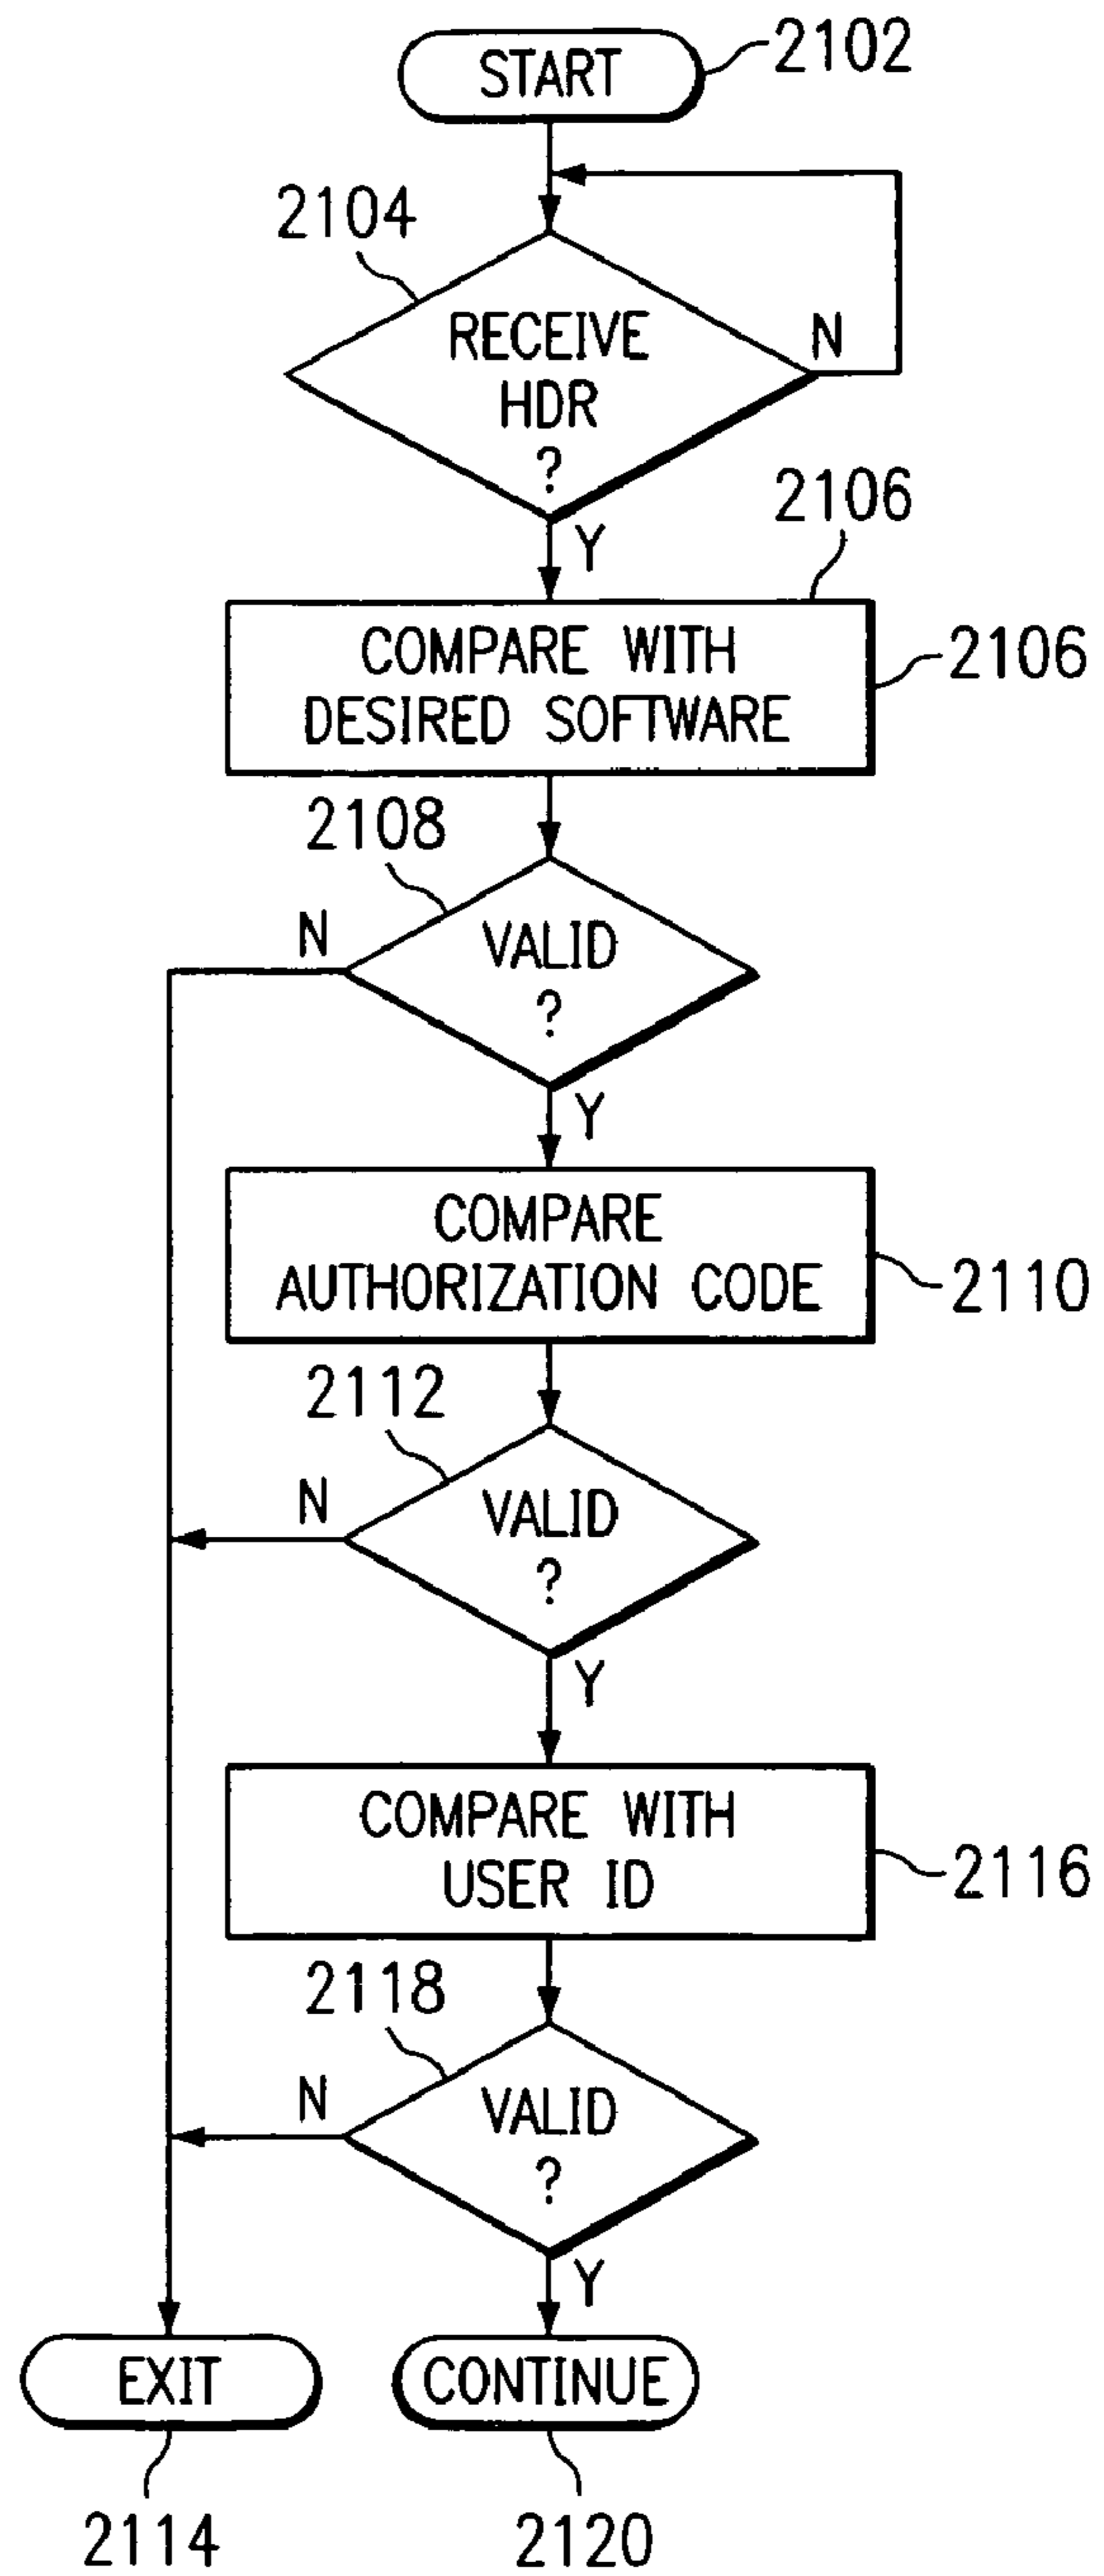 START
2102
2104
RECEIVE
HDR
?
N
Y
2106
COMPARE WITH
DESIRED SOFTWARE
2106
2108
N
VALID
?
Y
COMPARE
AUTHORIZATION CODE
2110
2112
N
VALID
?
Y
COMPARE WITH
USER ID
2116
2118
N
VALID
?
Y
EXIT
CONTINUE
2114
2120